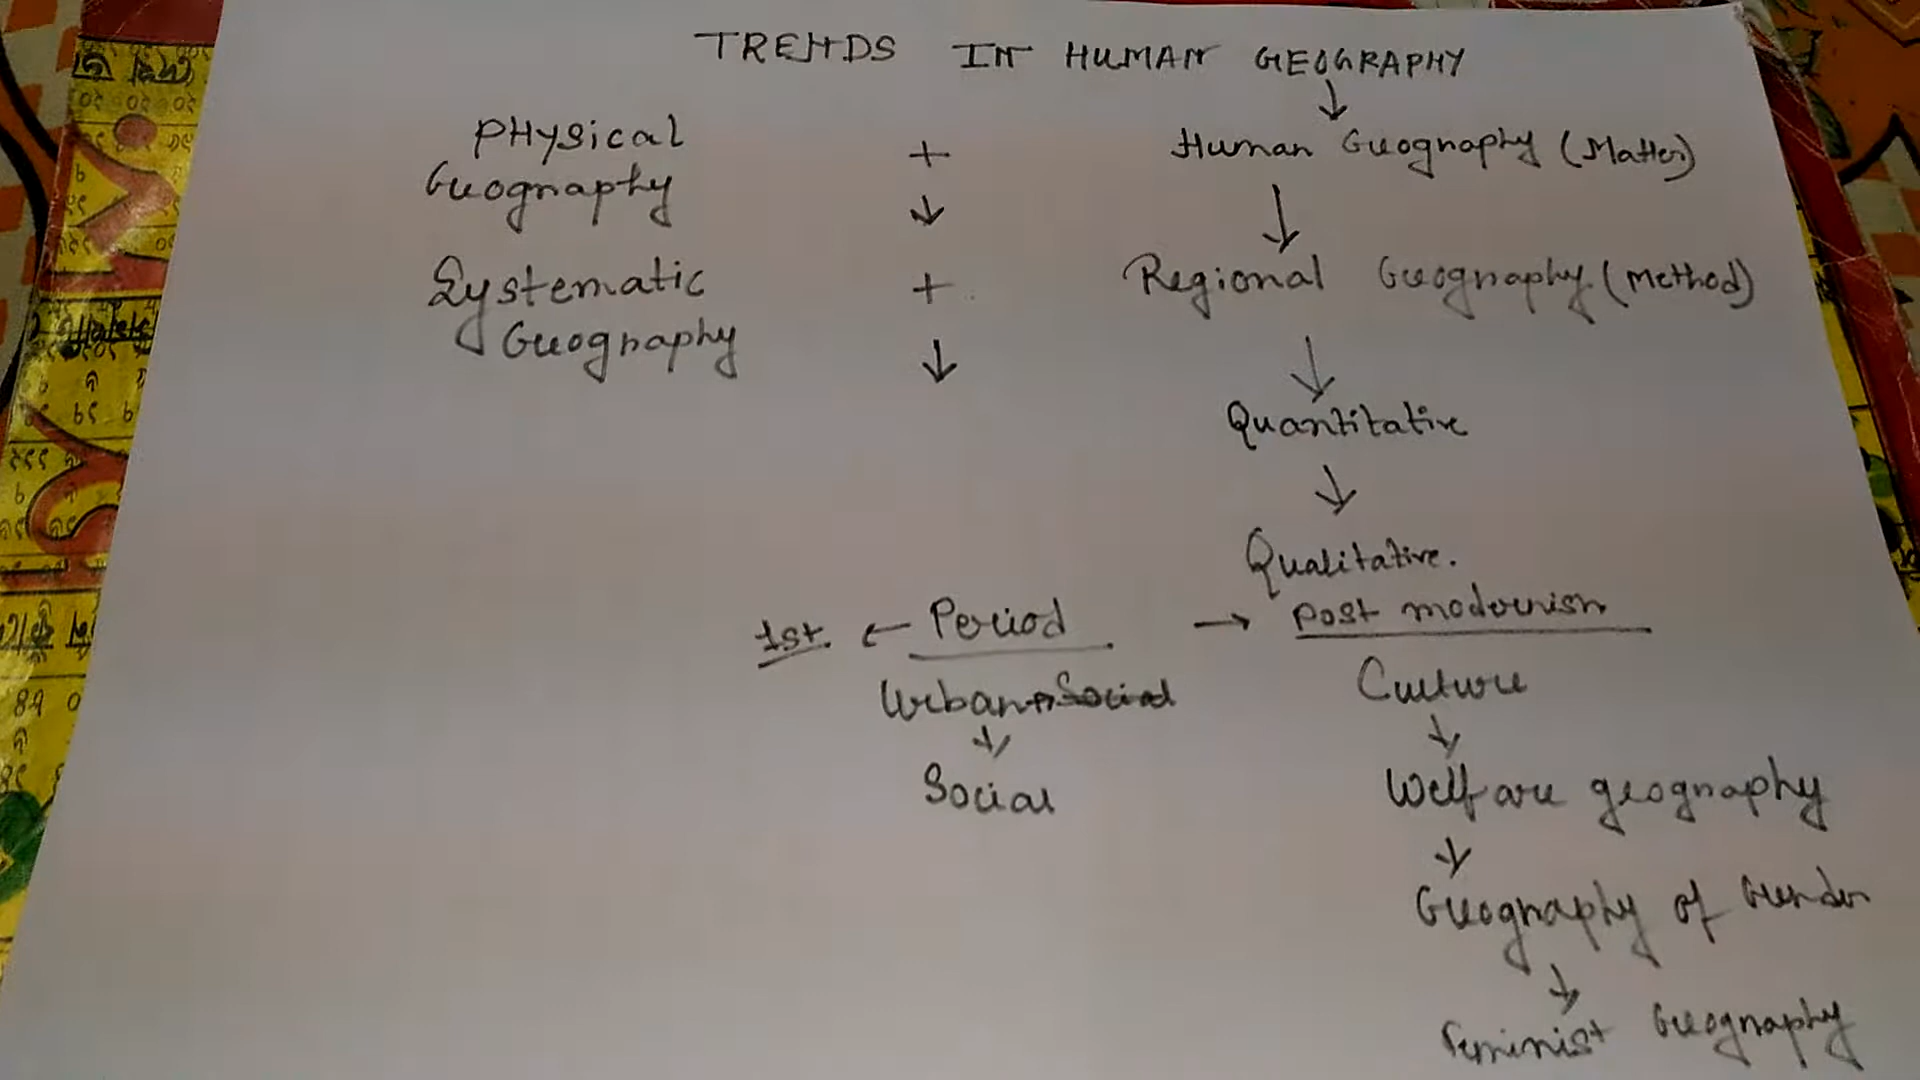 TRENDS IN HUMAN GEOGRAPHY
↓
Physical Geography + Human Geography (Matter)
↓ ↓
Systematic Geography + Regional Geography (Method)
↓ ↓
Quantitative
↓
Qualitative.
1st. ← Period → Post modernism
Urban Social
↓
Social
Culture
↓
Welfare geography
↓
Geography of Gender
↓
Feminist Geography